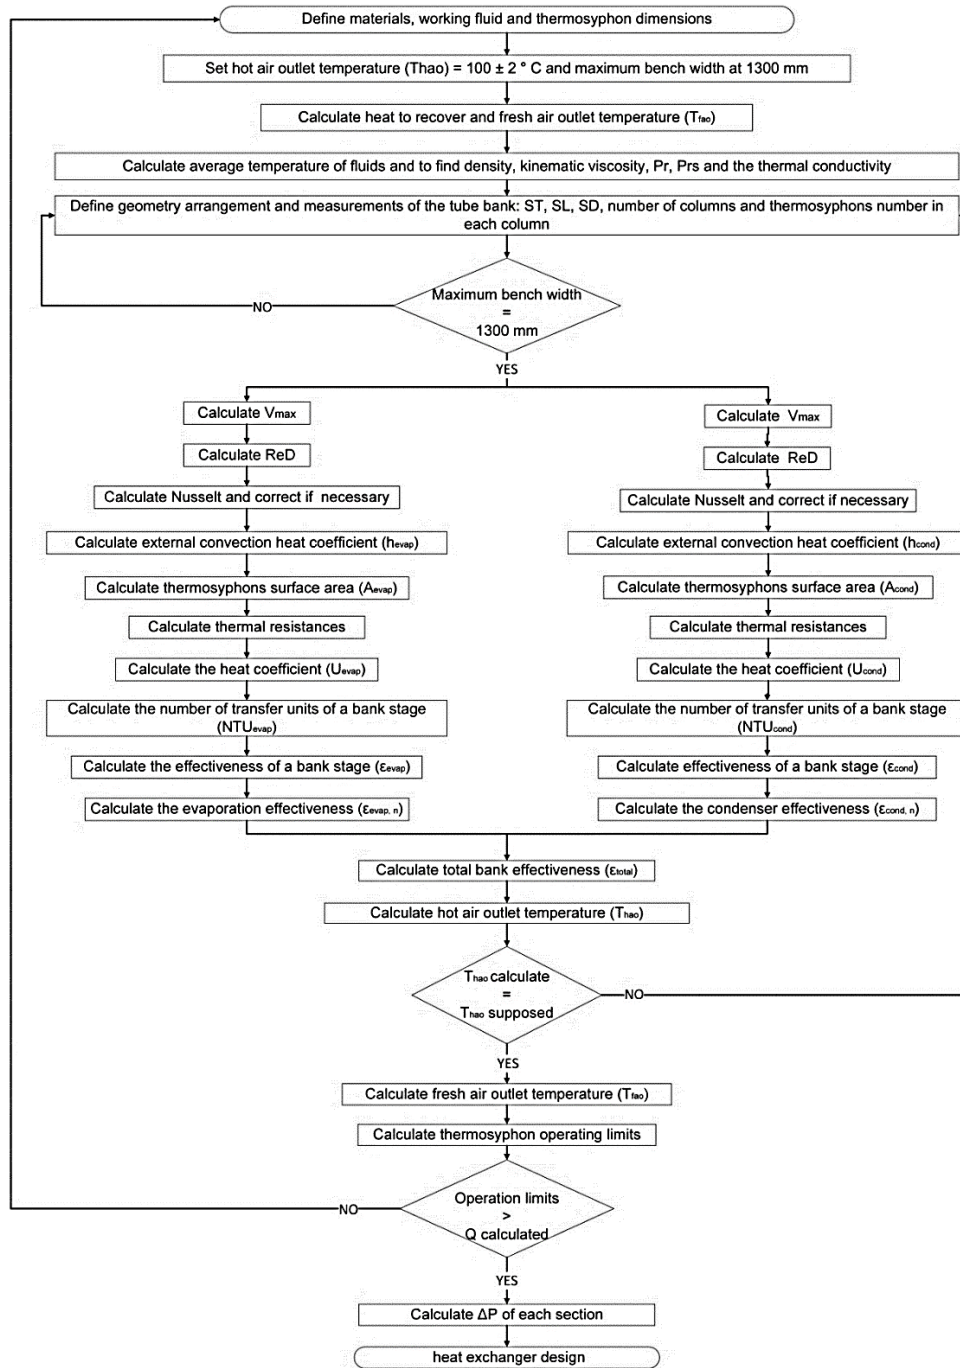 Define materials, working fluid and thermosyphon dimensions
Set hot air outlet temperature (Thao) = 100 ± 2 ° C and maximum bench width at 1300 mm
Calculate heat to recover and fresh air outlet temperature (Tfao)
Calculate average temperature of fluids and to find density, kinematic viscosity, Pr, Prs and the thermal conductivity
Define geometry arrangement and measurements of the tube bank: ST, SL, SD, number of columns and thermosyphons number in
each column
Maximum bench width
=
1300 mm
NO
YES
Calculate Vmax
Calculate ReD
Calculate Nusselt and correct if necessary
Calculate external convection heat coefficient (hevap)
Calculate thermosyphons surface area (Aevap)
Calculate thermal resistances
Calculate the heat coefficient (Uevap)
Calculate the number of transfer units of a bank stage
(NTUevap)
Calculate the effectiveness of a bank stage (εevap)
Calculate the evaporation effectiveness (εevap, n)
Calculate Vmax
Calculate ReD
Calculate Nusselt and correct if necessary
Calculate external convection heat coefficient (hcond)
Calculate thermosyphons surface area (Acond)
Calculate thermal resistances
Calculate the heat coefficient (Ucond)
Calculate the number of transfer units of a bank stage
(NTUcond)
Calculate effectiveness of a bank stage (εcond)
Calculate the condenser effectiveness (εcond, n)
Calculate total bank effectiveness (εtotal)
Calculate hot air outlet temperature (Thao)
Thao calculate
=
Thao supposed
NO
YES
Calculate fresh air outlet temperature (Tfao)
Calculate thermosyphon operating limits
Operation limits
>
Q calculated
NO
YES
Calculate ΔP of each section
heat exchanger design